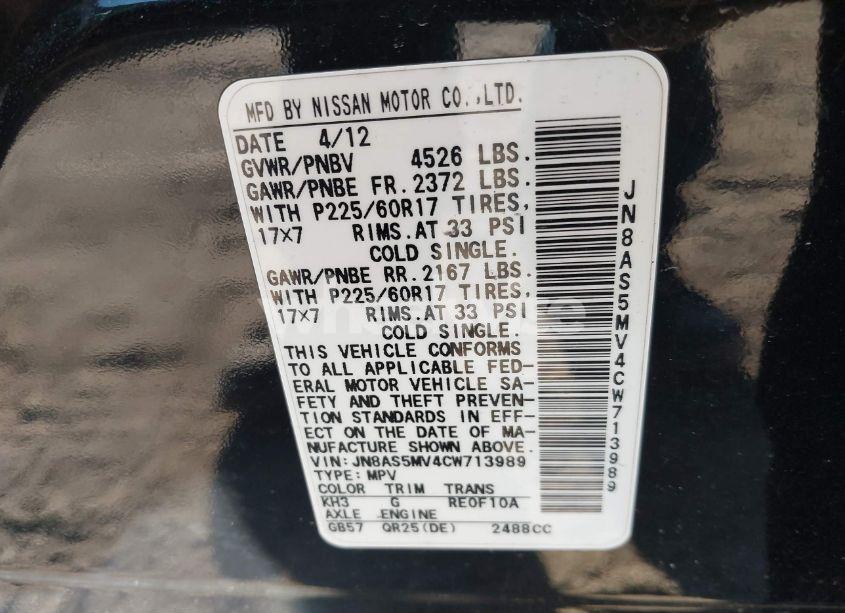 MFD BY NISSAN MOTOR CO.,LTD.
DATE 4/12
GVWR/PNBV 4526 LBS.
GAWR/PNBE FR. 2372 LBS.
WITH P225/60R17 TIRES,
17X7 RIMS.AT 33 PSI
COLD SINGLE.
GAWR/PNBE RR. 2167 LBS.
WITH P225/60R17 TIRES,
17X7 RIMS.AT 33 PSI
COLD SINGLE.
THIS VEHICLE CONFORMS
TO ALL APPLICABLE FED-
ERAL MOTOR VEHICLE SA-
FETY AND THEFT PREVEN-
TION STANDARDS IN EFF-
ECT ON THE DATE OF MA-
NUFACTURE SHOWN ABOVE.
VIN:JN8AS5MV4CW713989
TYPE:MPV
COLOR TRIM TRANS
KH3 G RE0F10A
AXLE ENGINE
GB57 QR25(DE) 2488CC
JN8AS5MV4CW713989